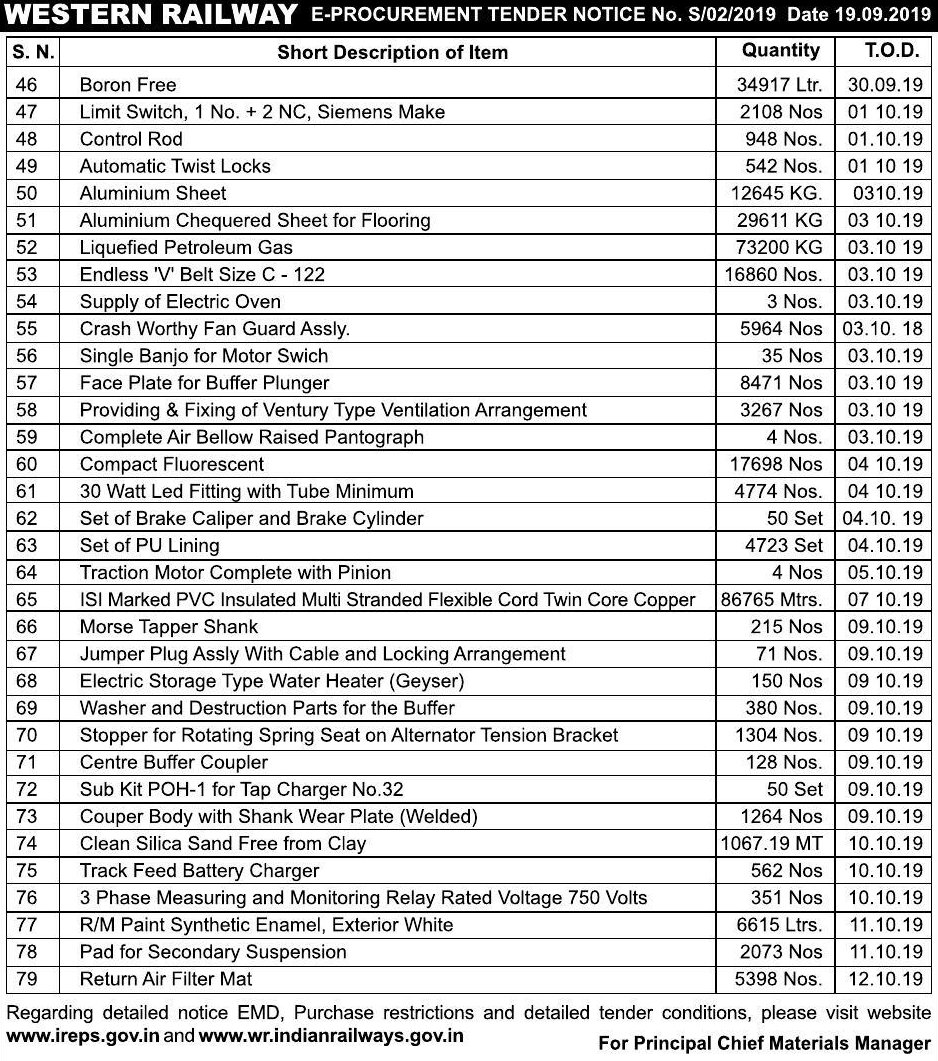 WESTERN RAILWAY E-PROCUREMENT TENDER NOTICE No. S/02/2019 Date 19.09.2019
S. N. Short Description of Item Quantity T.O.D.
46 Boron Free 34917 Ltr. 30.09.19
47 Limit Switch, 1 No. + 2 NC, Siemens Make 2108 Nos 01 10.19
48 Control Rod 948 Nos. 01.10.19
49 Automatic Twist Locks 542 Nos. 01 10 19
50 Aluminium Sheet 12645 KG. 0310.19
51 Aluminium Chequered Sheet for Flooring 29611 KG 03 10.19
52 Liquefied Petroleum Gas 73200 KG 03.10 19
53 Endless 'V' Belt Size C - 122 16860 Nos. 03.10 19
54 Supply of Electric Oven 3 Nos. 03.10.19
55 Crash Worthy Fan Guard Assly. 5964 Nos 03.10. 18
56 Single Banjo for Motor Swich 35 Nos 03.10.19
57 Face Plate for Buffer Plunger 8471 Nos 03.10 19
58 Providing & Fixing of Ventury Type Ventilation Arrangement 3267 Nos 03.10 19
59 Complete Air Bellow Raised Pantograph 4 Nos. 03.10.19
60 Compact Fluorescent 17698 Nos 04 10.19
61 30 Watt Led Fitting with Tube Minimum 4774 Nos. 04 10.19
62 Set of Brake Caliper and Brake Cylinder 50 Set 04.10. 19
63 Set of PU Lining 4723 Set 04.10.19
64 Traction Motor Complete with Pinion 4 Nos 05.10.19
65 ISI Marked PVC Insulated Multi Stranded Flexible Cord Twin Core Copper 86765 Mtrs. 07 10.19
66 Morse Tapper Shank 215 Nos 09.10.19
67 Jumper Plug Assly With Cable and Locking Arrangement 71 Nos. 09.10.19
68 Electric Storage Type Water Heater (Geyser) 150 Nos 09 10.19
69 Washer and Destruction Parts for the Buffer 380 Nos. 09.10.19
70 Stopper for Rotating Spring Seat on Alternator Tension Bracket 1304 Nos. 09 10.19
71 Centre Buffer Coupler 128 Nos. 09.10.19
72 Sub Kit POH-1 for Tap Charger No.32 50 Set 09.10.19
73 Couper Body with Shank Wear Plate (Welded) 1264 Nos 09.10.19
74 Clean Silica Sand Free from Clay 1067.19 MT 10.10.19
75 Track Feed Battery Charger 562 Nos 10.10.19
76 3 Phase Measuring and Monitoring Relay Rated Voltage 750 Volts 351 Nos 10.10.19
77 R/M Paint Synthetic Enamel, Exterior White 6615 Ltrs. 11.10.19
78 Pad for Secondary Suspension 2073 Nos 11.10.19
79 Return Air Filter Mat 5398 Nos. 12.10.19
Regarding detailed notice EMD, Purchase restrictions and detailed tender conditions, please visit website
www.ireps.gov.in and www.wr.indianrailways.gov.in
For Principal Chief Materials Manager